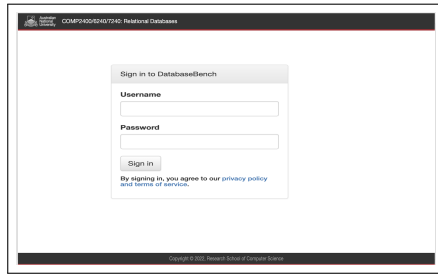 Australian
National
University
COMP2400/6240/7240: Relational Databases
Sign in to DatabaseBench
Username
Password
Sign in
By signing in, you agree to our privacy policy
and terms of service.
Copyright © 2022, Research School of Computer Science